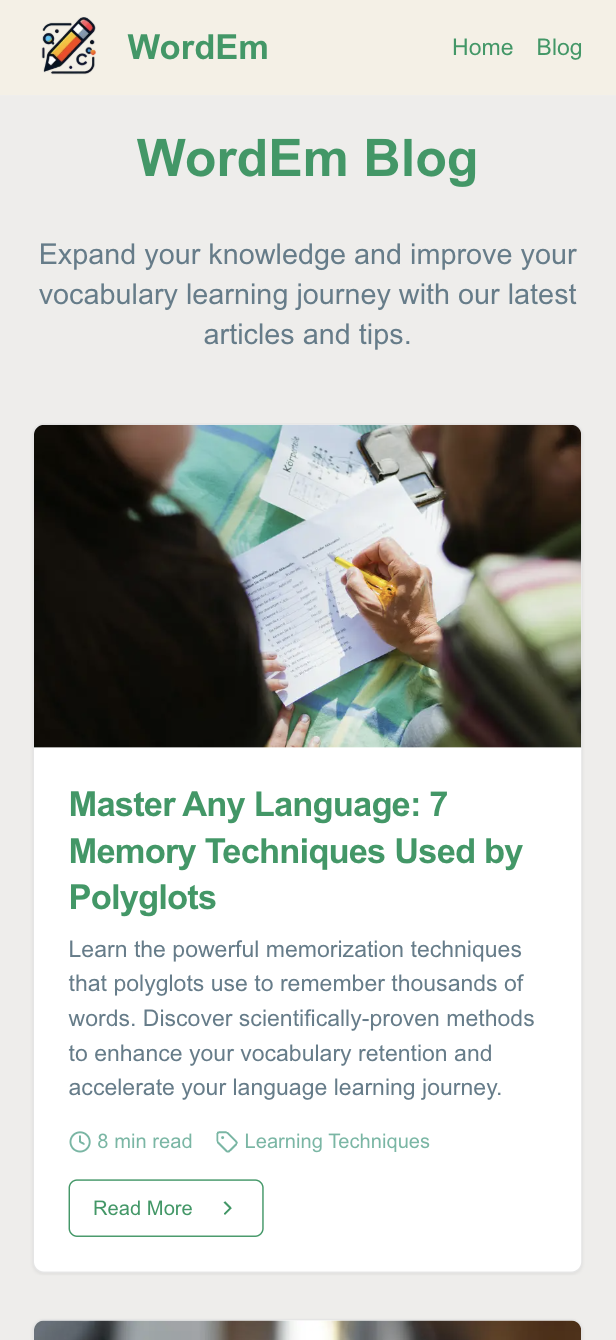 WordEm
Home Blog
WordEm Blog
Expand your knowledge and improve your
vocabulary learning journey with our latest
articles and tips.
Master Any Language: 7
Memory Techniques Used by
Polyglots
Learn the powerful memorization techniques
that polyglots use to remember thousands of
words. Discover scientifically-proven methods
to enhance your vocabulary retention and
accelerate your language learning journey.
8 min read Learning Techniques
Read More